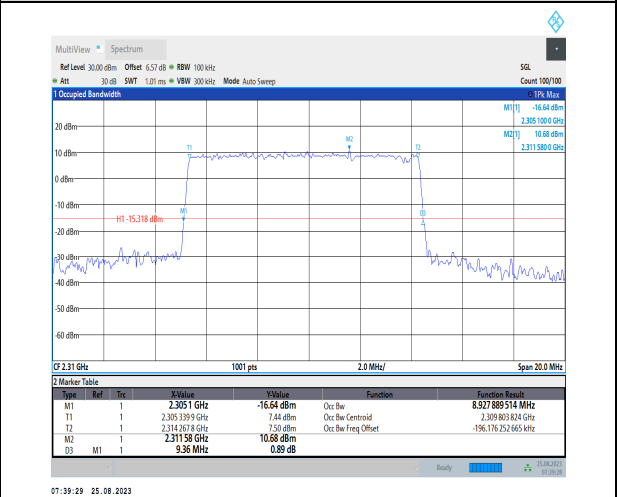 MultiView Spectrum
Ref Level 30.00 dBm Offset 6.57 dB RBW 100 kHz SGL
Att 30 dB SWT 1.01 ms VBW 300 kHz Mode Auto Sweep Count 100/100
1 Occupied Bandwidth 1Pk Max
M1[1] -16.64 dBm
2.305 100 0 GHz
M2[1] 10.68 dBm
2.311 580 0 GHz
20 dBm
M2
T1 T2
10 dBm
0 dBm
-10 dBm
M1 D3
H1 -15.318 dBm
-20 dBm
-30 dBm
-40 dBm
-50 dBm
-60 dBm
CF 2.31 GHz 1001 pts 2.0 MHz/ Span 20.0 MHz
2 Marker Table
Type Ref Trc X-Value Y-Value Function Function Result
M1 1 2.305 1 GHz -16.64 dBm Occ Bw 8.927 889 514 MHz
T1 1 2.305 339 9 GHz 7.44 dBm Occ Bw Centroid 2.309 803 824 GHz
T2 1 2.314 267 8 GHz 7.50 dBm Occ Bw Freq Offset -196.176 252 665 kHz
M2 1 2.311 58 GHz 10.68 dBm
D3 M1 1 9.36 MHz 0.89 dB
Ready 25.08.2023
07:39:28
07:39:29 25.08.2023